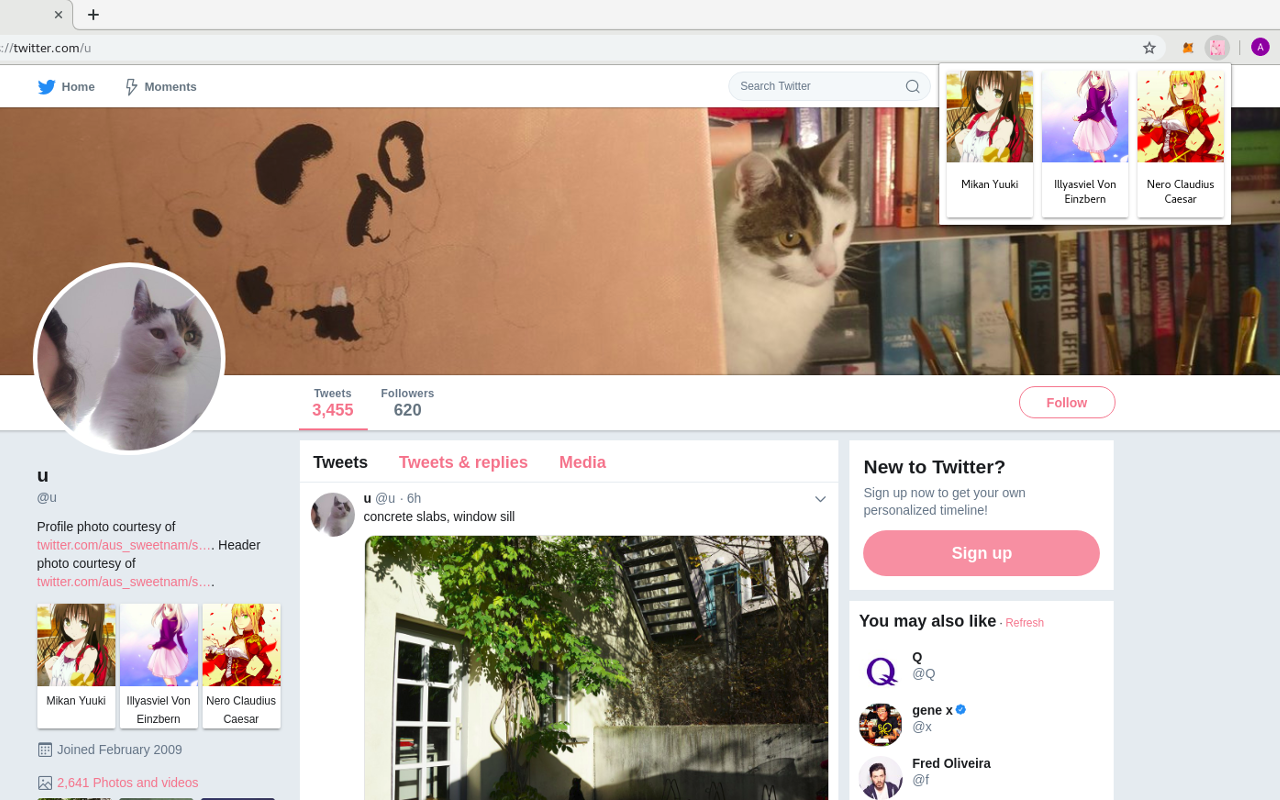 ://twitter.com/u
A
Home
Moments
Search Twitter
Mikan Yuuki
Illyasviel Von
Einzbern
Nero Claudius
Caesar
DEXTER
JOHN CONNOLLY
Tweets
3,455
Followers
620
Follow
u
@u
Profile photo courtesy of
twitter.com/aus_sweetnam/s…. Header
photo courtesy of
twitter.com/aus_sweetnam/s….
Mikan Yuuki
Illyasviel Von
Einzbern
Nero Claudius
Caesar
Joined February 2009
2,641 Photos and videos
Tweets
Tweets & replies
Media
u @u · 6h
concrete slabs, window sill
New to Twitter?
Sign up now to get your own
personalized timeline!
Sign up
You may also like · Refresh
Q
Q
@Q
gene x
@x
Fred Oliveira
@f